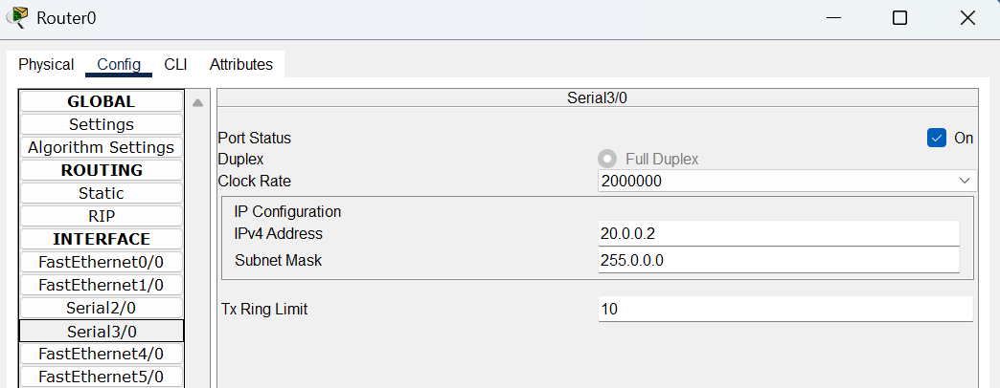 Router0
Physical Config CLI Attributes
GLOBAL
Settings
Algorithm Settings
ROUTING
Static
RIP
INTERFACE
FastEthernet0/0
FastEthernet1/0
Serial2/0
Serial3/0
FastEthernet4/0
FastEthernet5/0
Serial3/0
Port Status On
Duplex Full Duplex
Clock Rate 2000000
IP Configuration
IPv4 Address 20.0.0.2
Subnet Mask 255.0.0.0
Tx Ring Limit 10